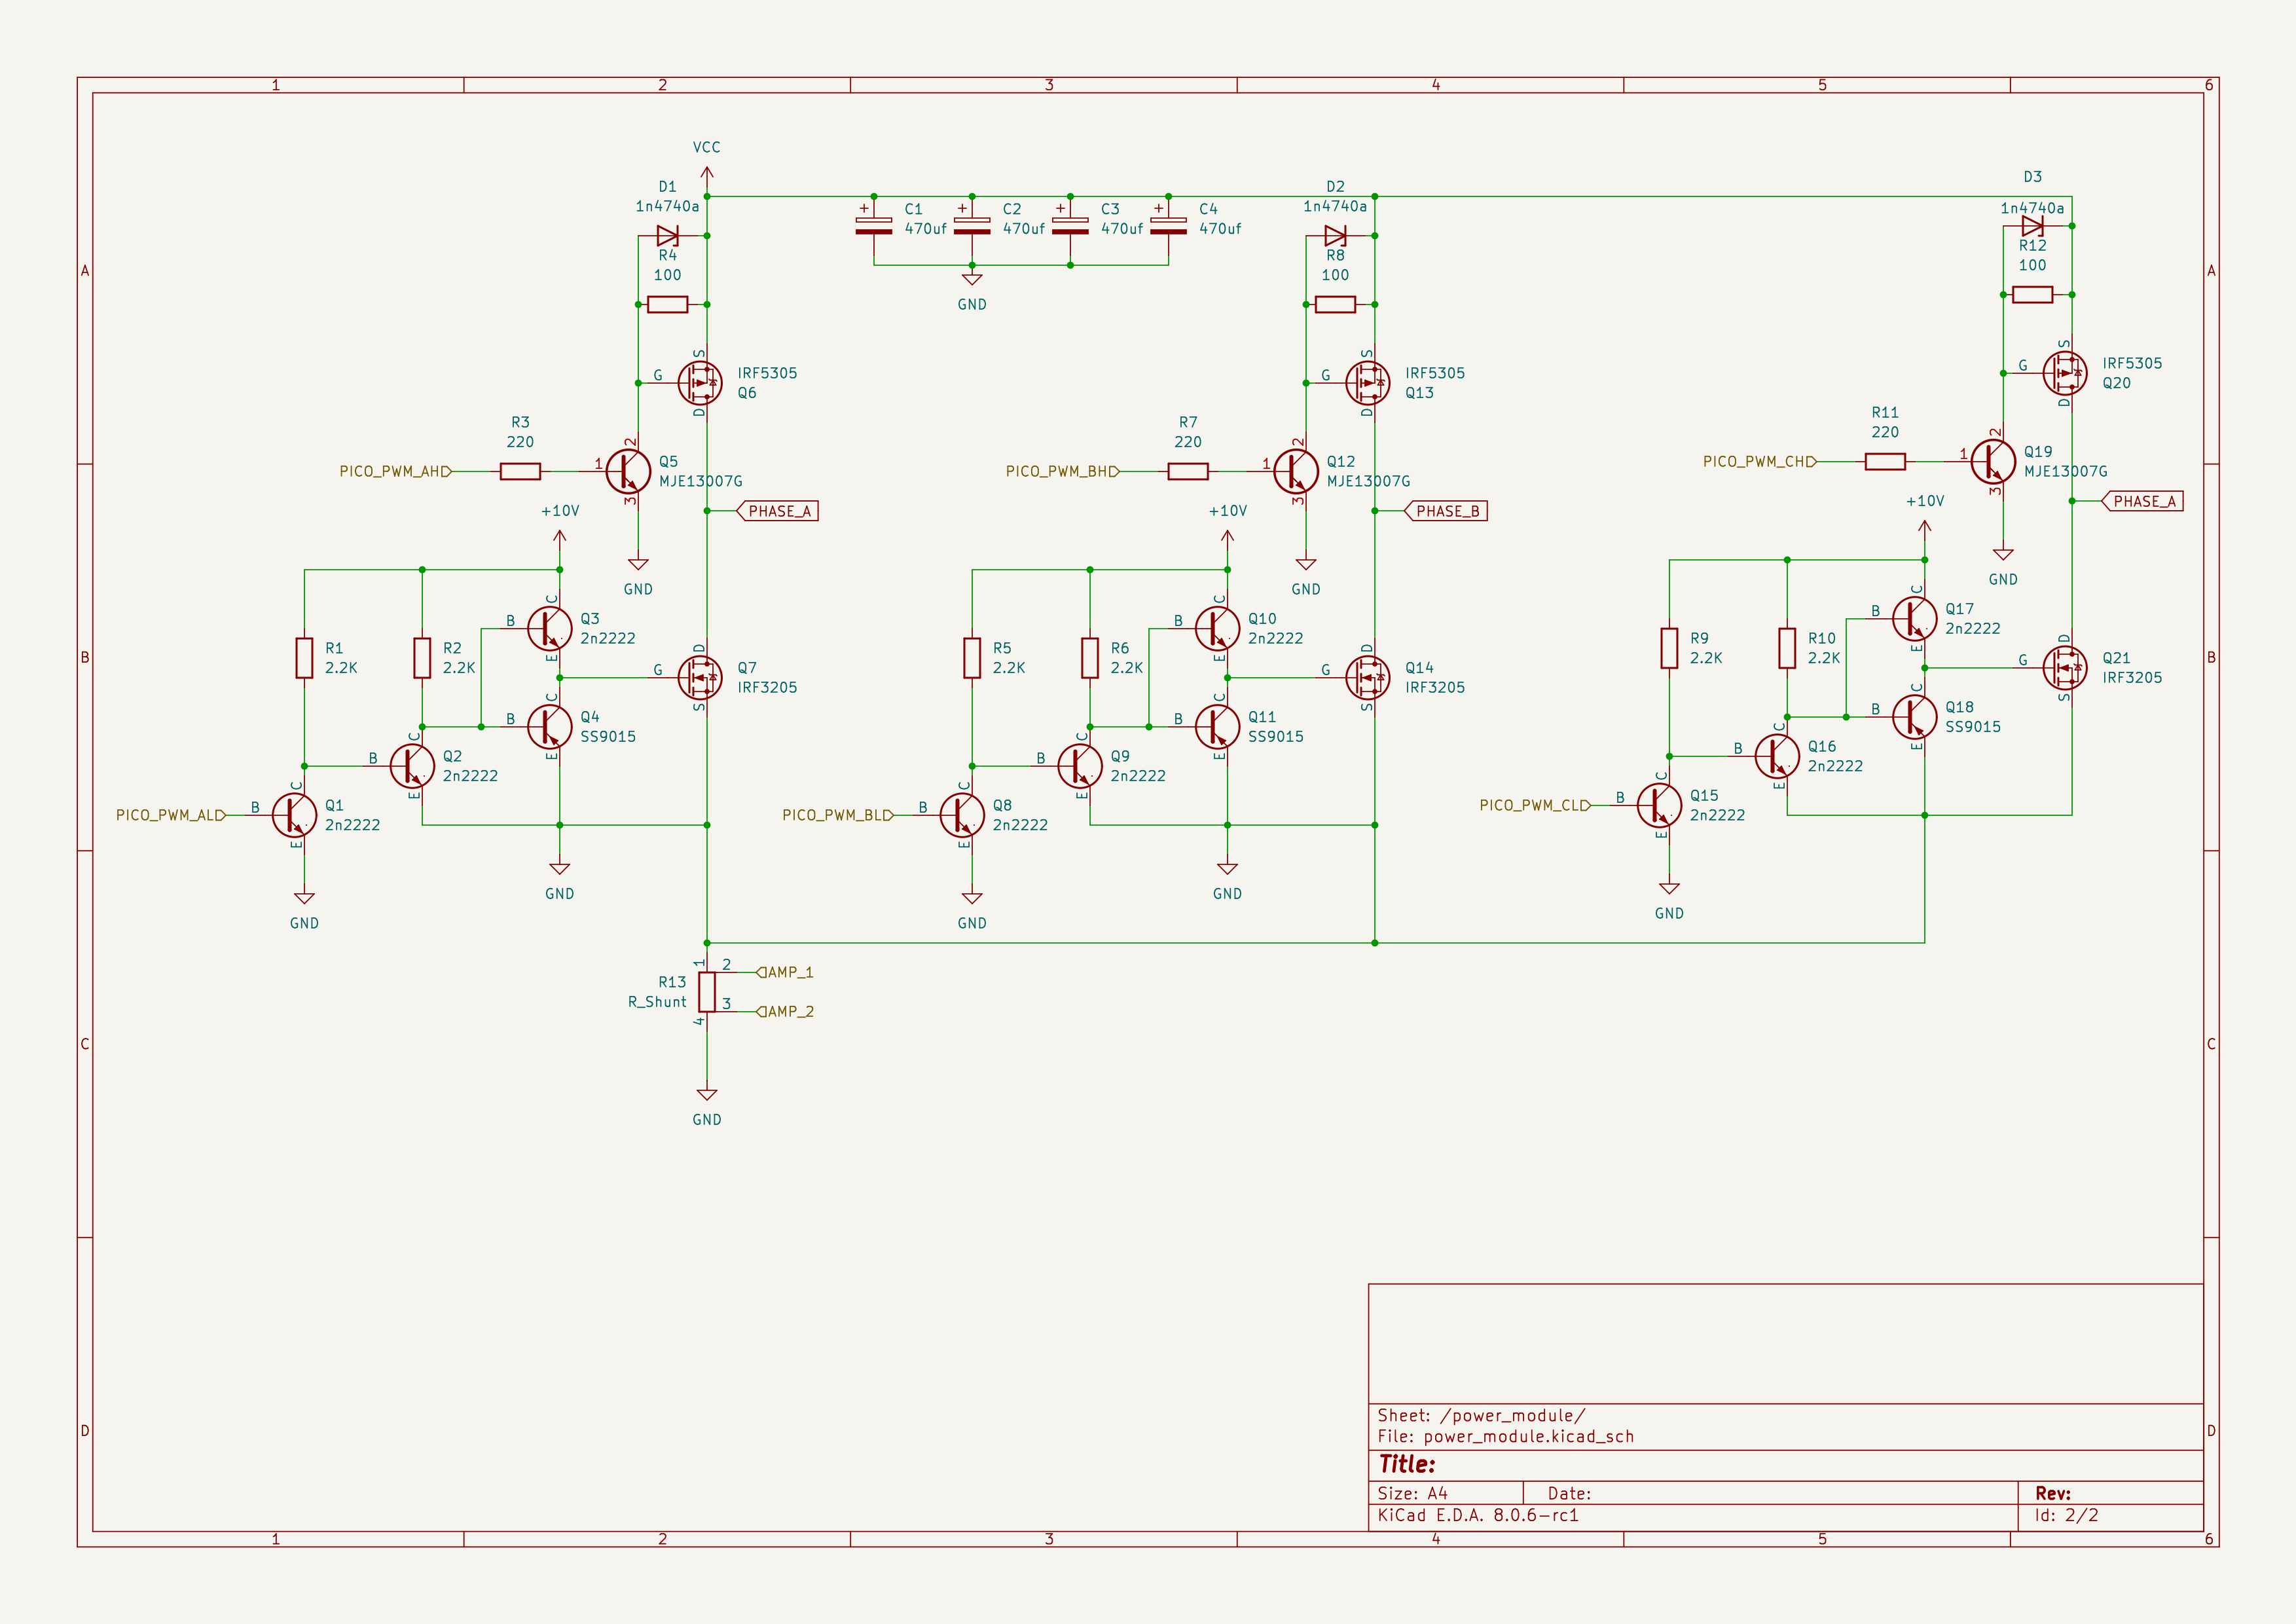 1 2 3 4 5 6
A
B
C
D
VCC
D1
1n4740a
R4
100
C1
470uf
C2
470uf
C3
470uf
C4
470uf
GND
S
G
D
IRF5305
Q6
R3
220
PICO_PWM_AH
1
2
3
Q5
MJE13007G
GND
PHASE_A
+10V
R1
2.2K
R2
2.2K
B
C
E
Q3
2n2222
B
C
E
Q4
SS9015
G
D
S
Q7
IRF3205
B
C
E
Q2
2n2222
PICO_PWM_AL
B
C
E
Q1
2n2222
GND
GND
D2
1n4740a
R8
100
S
G
D
IRF5305
Q13
R7
220
PICO_PWM_BH
1
2
3
Q12
MJE13007G
GND
PHASE_B
+10V
R5
2.2K
R6
2.2K
B
C
E
Q10
2n2222
B
C
E
Q11
SS9015
G
D
S
Q14
IRF3205
B
C
E
Q9
2n2222
PICO_PWM_BL
B
C
E
Q8
2n2222
GND
GND
D3
1n4740a
R12
100
S
G
D
IRF5305
Q20
R11
220
PICO_PWM_CH
1
2
3
Q19
MJE13007G
GND
PHASE_A
+10V
R9
2.2K
R10
2.2K
B
C
E
Q17
2n2222
B
C
E
Q18
SS9015
G
D
S
Q21
IRF3205
B
C
E
Q16
2n2222
PICO_PWM_CL
B
C
E
Q15
2n2222
GND
R13
R_Shunt
1
2
3
4
AMP_1
AMP_2
GND
A
B
C
D
Sheet: /power_module/
File: power_module.kicad_sch
Title:
Size: A4 Date: Rev:
KiCad E.D.A. 8.0.6-rc1 Id: 2/2
1 2 3 4 5 6